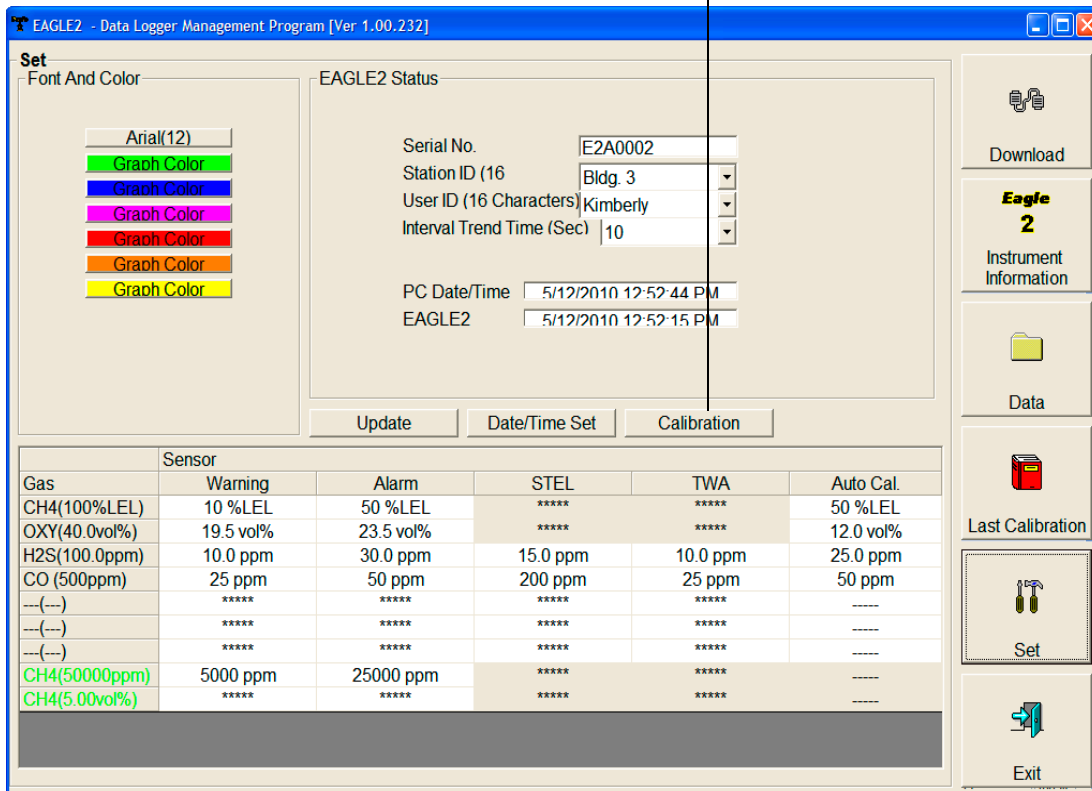 EAGLE2 - Data Logger Management Program [Ver 1.00.232]
Set
Font And Color
Arial(12)
Graph Color
Graph Color
Graph Color
Graph Color
Graph Color
Graph Color
EAGLE2 Status
Serial No. E2A0002
Station ID (16 Bldg. 3
User ID (16 Characters) Kimberly
Interval Trend Time (Sec) 10
PC Date/Time 5/12/2010 12:52:44 PM
EAGLE2 5/12/2010 12:52:15 PM
Update Date/Time Set Calibration
Sensor
Gas Warning Alarm STEL TWA Auto Cal.
CH4(100%LEL) 10 %LEL 50 %LEL ***** ***** 50 %LEL
OXY(40.0vol%) 19.5 vol% 23.5 vol% ***** ***** 12.0 vol%
H2S(100.0ppm) 10.0 ppm 30.0 ppm 15.0 ppm 10.0 ppm 25.0 ppm
CO (500ppm) 25 ppm 50 ppm 200 ppm 25 ppm 50 ppm
---(---) ***** ***** ***** ***** -----
---(---) ***** ***** ***** ***** -----
---(---) ***** ***** ***** ***** -----
CH4(50000ppm) 5000 ppm 25000 ppm ***** ***** -----
CH4(5.00vol%) ***** ***** ***** ***** -----
Download
Eagle
2
Instrument
Information
Data
Last Calibration
Set
Exit